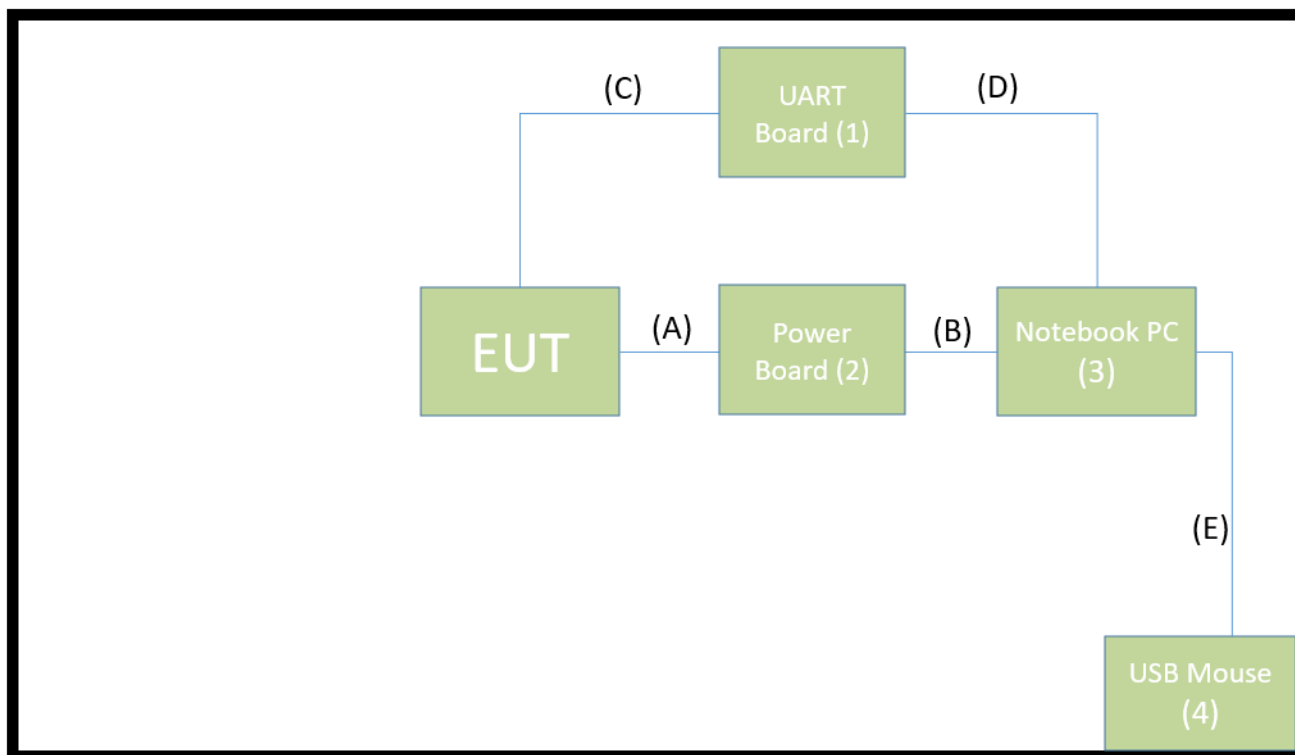 (C)
UART
Board (1)
(D)
EUT
(A)
Power
Board (2)
(B)
Notebook PC
(3)
(E)
USB Mouse
(4)